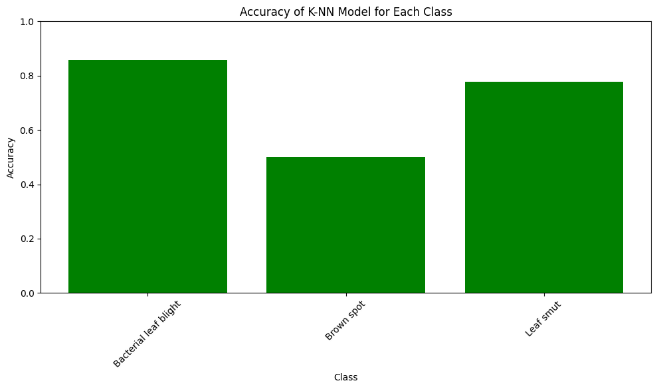 Accuracy of K-NN Model for Each Class
1.0
0.8
0.6
0.4
0.2
0.0
Accuracy
Bacterial leaf blight
Brown spot
Leaf smut
Class